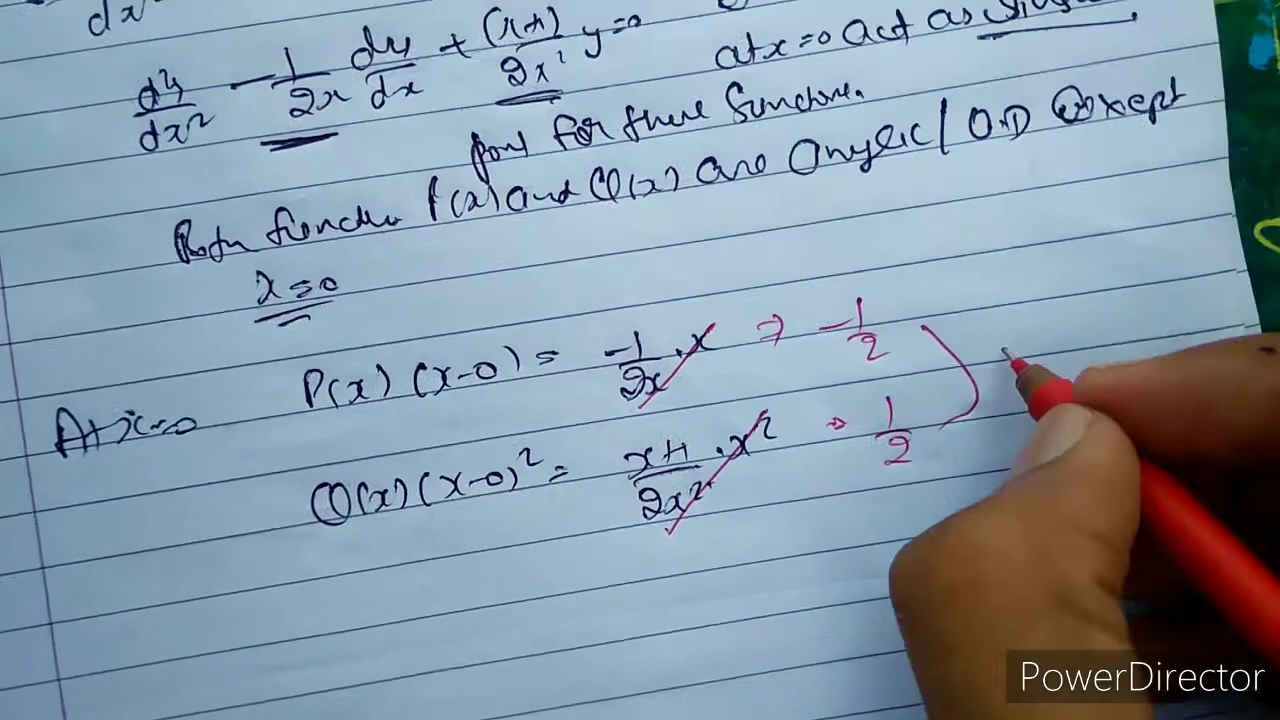 dx
d²y/dx² - 1/2x dy/dx + (x+1)/2x² y=0
at x=0 act as
point for these functions.
Both function P(x) and Q(x) are Analytic / O.D except
x=0
At x=0 P(x) (x-0) = -1/2x . x ⇒ -1/2
Q(x) (x-0)² = x+1/2x² . x² ⇒ 1/2
PowerDirector